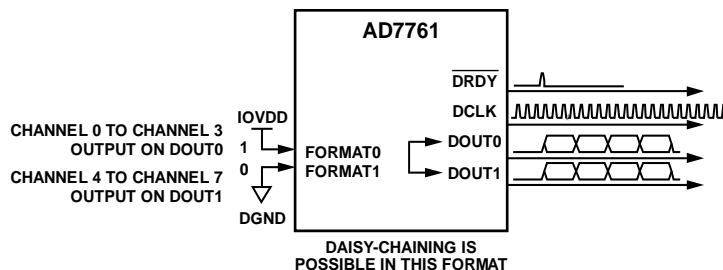 AD7761
DRDY
DCLK
IOVDD
CHANNEL 0 TO CHANNEL 3
OUTPUT ON DOUT0
1
FORMAT0
DOUT0
0
FORMAT1
CHANNEL 4 TO CHANNEL 7
OUTPUT ON DOUT1
DOUT1
DGND
DAISY-CHAINING IS
POSSIBLE IN THIS FORMAT